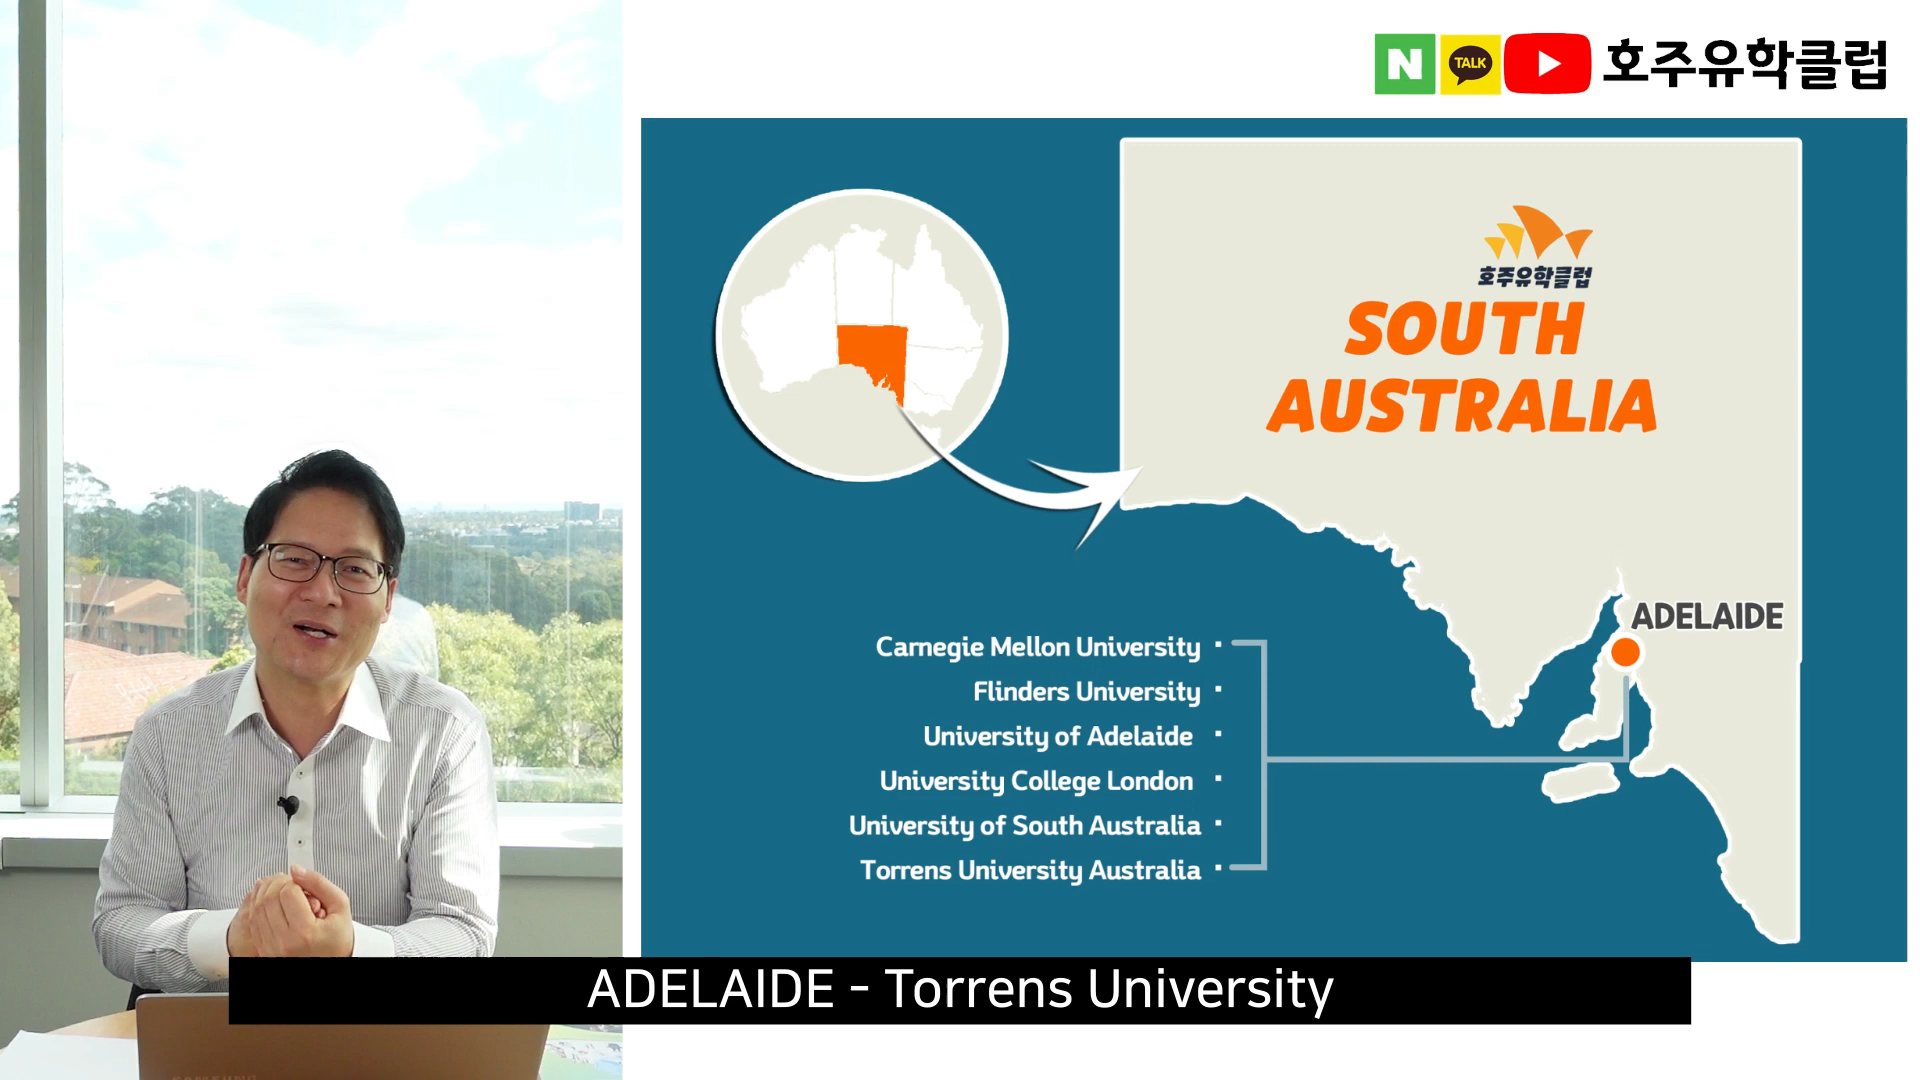 N TALK 호주유학클럽
호주유학클럽
SOUTH
AUSTRALIA
ADELAIDE
Carnegie Mellon University
Flinders University
University of Adelaide
University College London
University of South Australia
Torrens University Australia
ADELAIDE - Torrens University